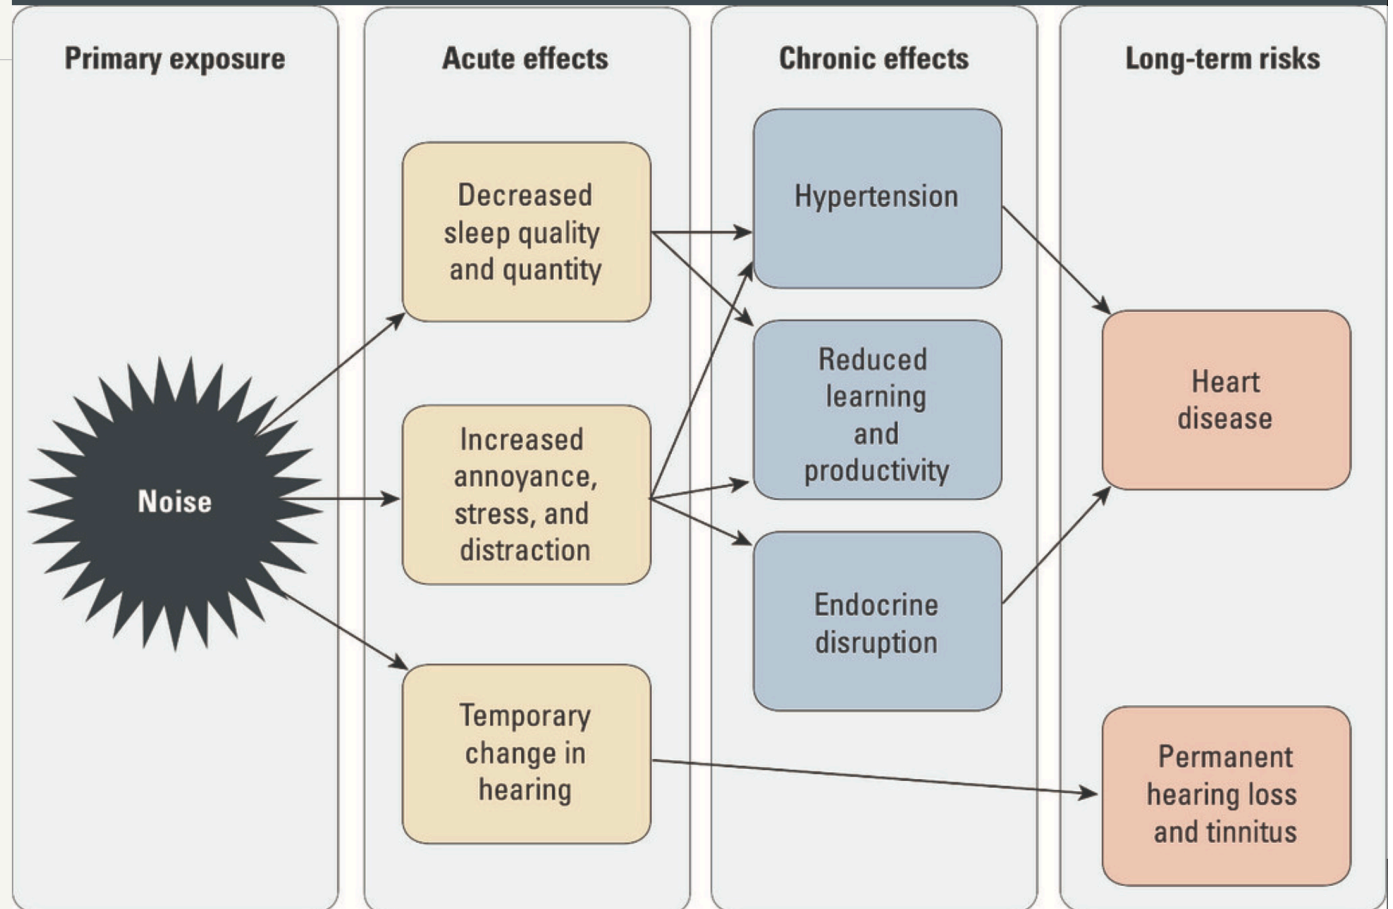 Primary exposure
Acute effects
Chronic effects
Long-term risks
Noise
Decreased
sleep quality
and quantity
Increased
annoyance,
stress, and
distraction
Temporary
change in
hearing
Hypertension
Reduced
learning
and
productivity
Endocrine
disruption
Heart
disease
Permanent
hearing loss
and tinnitus